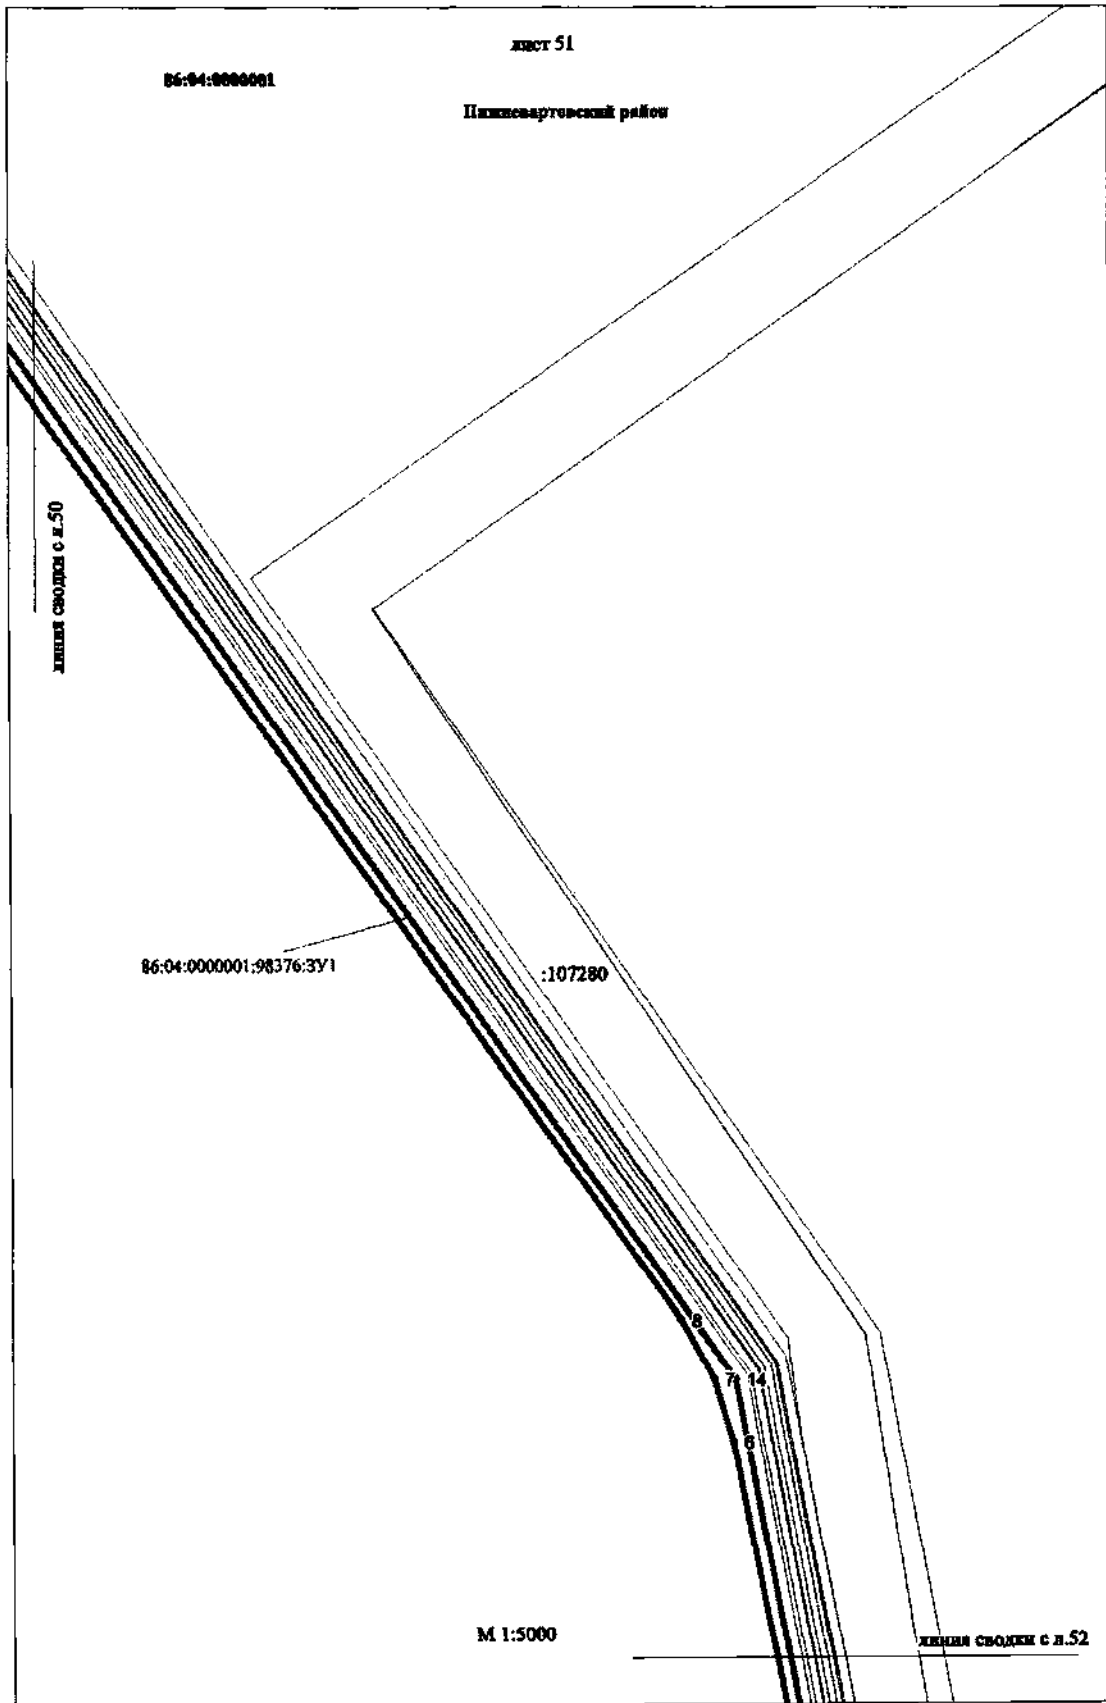 лист 51
86:04:0000001
Нижневартовский район
линия сводки с л.50
86:04:0000001:98376:ЗУ1
:107280
8
7
14
6
М 1:5000
линия сводки с л.52